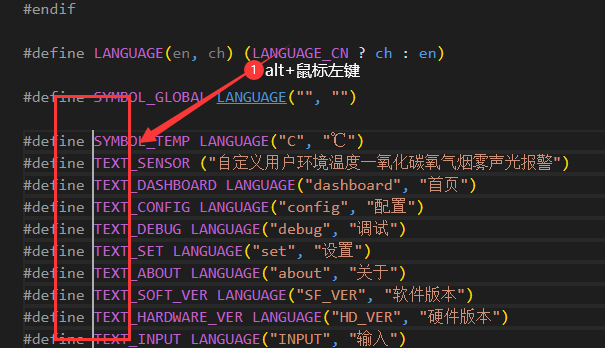 #endif
#define LANGUAGE(en, ch) (LANGUAGE_CN ? ch : en)
1 alt+鼠标左键
#define SYMBOL_GLOBAL LANGUAGE("", "")
#define SYMBOL_TEMP LANGUAGE("C", "℃")
#define TEXT_SENSOR ("自定义用户环境温度一氧化碳氧气烟雾声光报警")
#define TEXT_DASHBOARD LANGUAGE("dashboard", "首页")
#define TEXT_CONFIG LANGUAGE("config", "配置")
#define TEXT_DEBUG LANGUAGE("debug", "调试")
#define TEXT_SET LANGUAGE("set", "设置")
#define TEXT_ABOUT LANGUAGE("about", "关于")
#define TEXT_SOFT_VER LANGUAGE("SF_VER", "软件版本")
#define TEXT_HARDWARE_VER LANGUAGE("HD_VER", "硬件版本")
#define TEXT_INPUT LANGUAGE("INPUT", "输入")